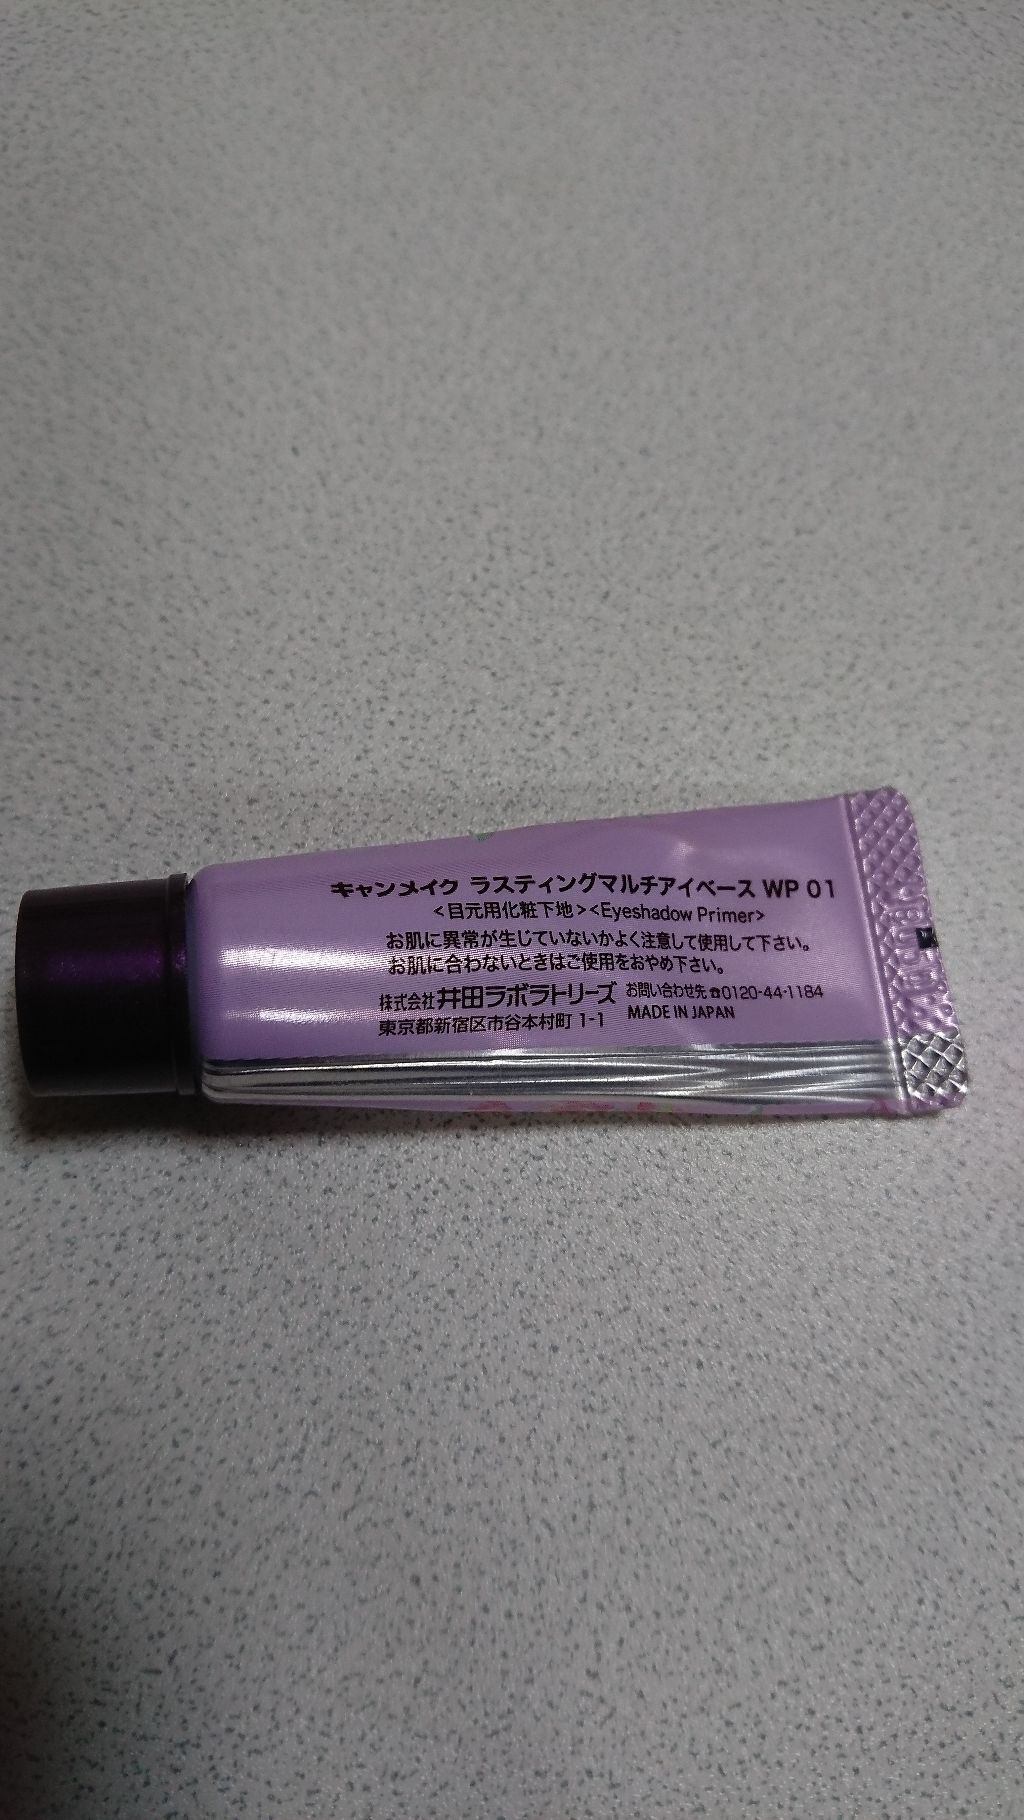 キャンメイク ラスティングマルチアイベース WP 01
<目元用化粧下地><Eyeshadow Primer>
お肌に異常が生じていないかよく注意して使用して下さい。
お肌に合わないときはご使用をおやめ下さい。
株式会社 井田ラボラトリーズ お問い合わせ先 ☎0120-44-1184
東京都新宿区市谷本村町 1-1 MADE IN JAPAN